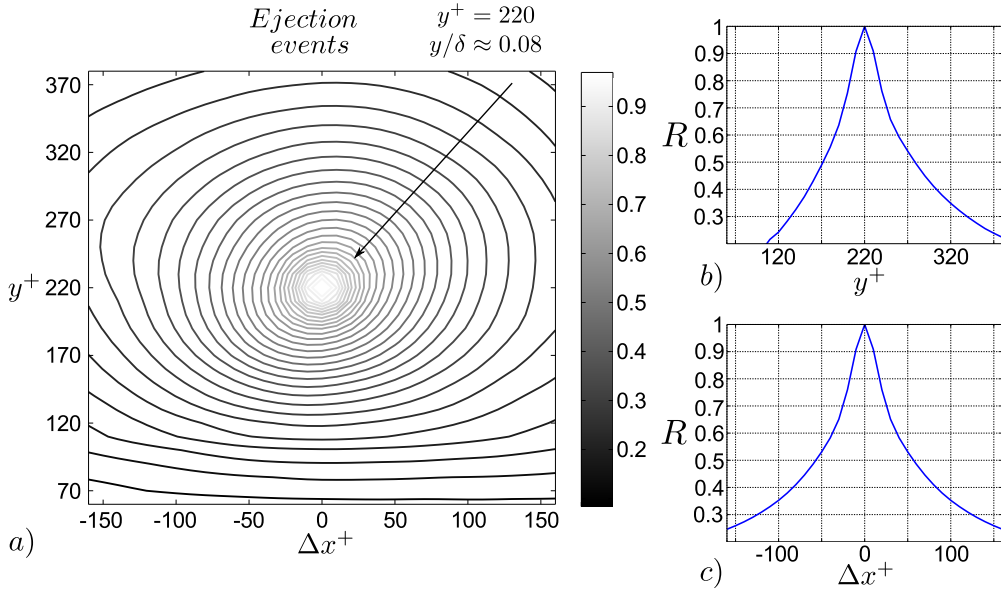 Ejection
events
y⁺ = 220
y/δ ≈ 0.08
370
320
270
220
170
120
70
y⁺
-150 -100 -50 0 50 100 150
Δx⁺
a)
0.9
0.8
0.7
0.6
0.5
0.4
0.3
0.2
1
0.9
0.8
0.7
0.6
0.5
0.4
0.3
R
120 220 320
y⁺
b)
1
0.9
0.8
0.7
0.6
0.5
0.4
0.3
R
-100 0 100
Δx⁺
c)